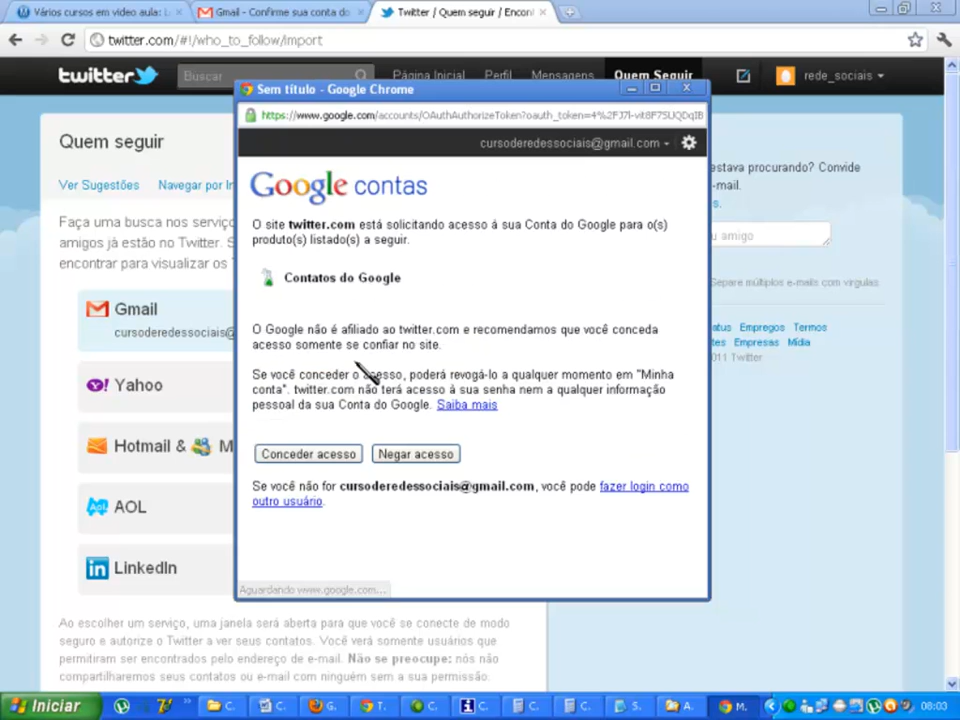 Vários cursos em video aula: L
Gmail - Confirme sua conta do
Twitter / Quem seguir / Encont
twitter.com/#!/who_to_follow/import
twitter
Buscar
Página Inicial
Perfil
Mensagens
Quem Seguir
rede_sociais
Sem título - Google Chrome
https://www.google.com/accounts/OAuthAuthorizeToken?oauth_token=
cursoderedessociais@gmail.com
Google contas
O site twitter.com está solicitando acesso à sua Conta do Google para o(s)
produto(s) listado(s) a seguir.
Contatos do Google
O Google não é afiliado ao twitter.com e recomendamos que você conceda
acesso somente se confiar no site.
Se você conceder o acesso, poderá revogá-lo a qualquer momento em "Minha
conta". twitter.com não terá acesso à sua senha nem a qualquer informação
pessoal da sua Conta do Google. Saiba mais
Conceder acesso
Negar acesso
Se você não for cursoderedessociais@gmail.com, você pode fazer login como
outro usuário.
Aguardando www.google.com...
Quem seguir
Ver Sugestões
Navegar por In
Faça uma busca nos serviço
amigos já estão no Twitter. S
encontrar para visualizar os T
Gmail
cursoderedessociais@
Yahoo
Hotmail & M
AOL
LinkedIn
Ao escolher um serviço, uma janela será aberta para que você se conecte de modo
seguro e autorize o Twitter a ver seus contatos. Você verá somente usuários que
permitiram ser encontrados pelo endereço de e-mail. Não se preocupe: nós não
compartilharemos seus contatos ou e-mail com ninguém sem a sua permissão.
estava procurando? Convide
-mail.
s.
u amigo
Separe múltiplos e-mails com virgulas
atus Empregos Termos
tes Empresas Mídia
011 Twitter
Iniciar
C.
C.
G.
T.
C.
C.
C.
C.
S.
A.
M.
08:03